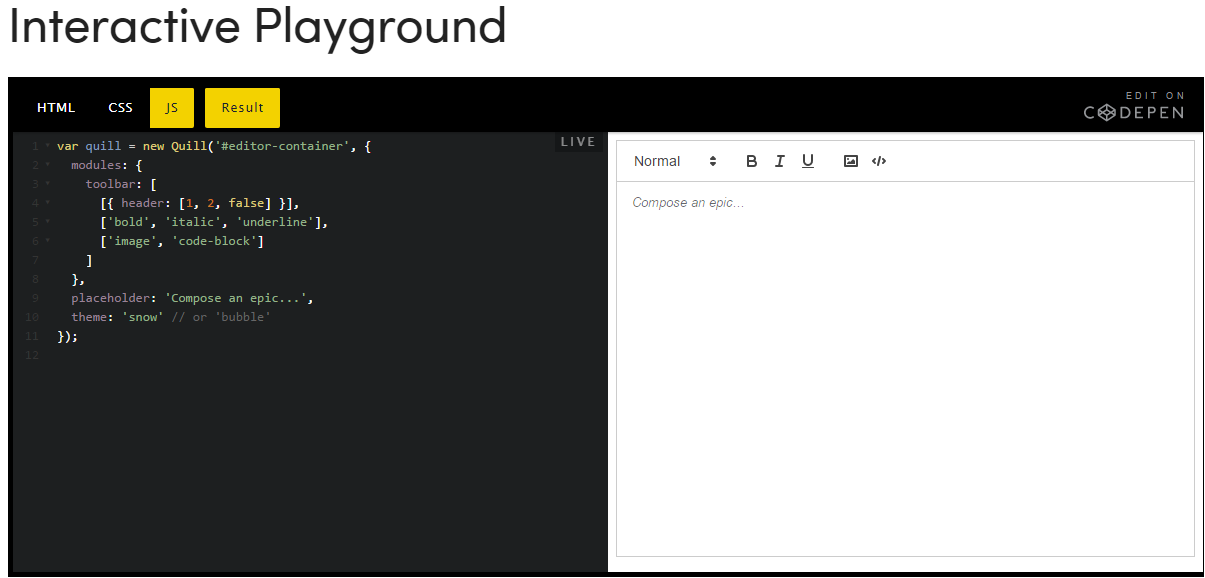 Interactive Playground
HTML CSS JS Result
EDIT ON
CODEPEN
LIVE
1 var quill = new Quill('#editor-container', {
2 modules: {
3 toolbar: [
4 [{ header: [1, 2, false] }],
5 ['bold', 'italic', 'underline'],
6 ['image', 'code-block']
7 ]
8 },
9 placeholder: 'Compose an epic...',
10 theme: 'snow' // or 'bubble'
11 });
12
Normal B I U </>
Compose an epic...